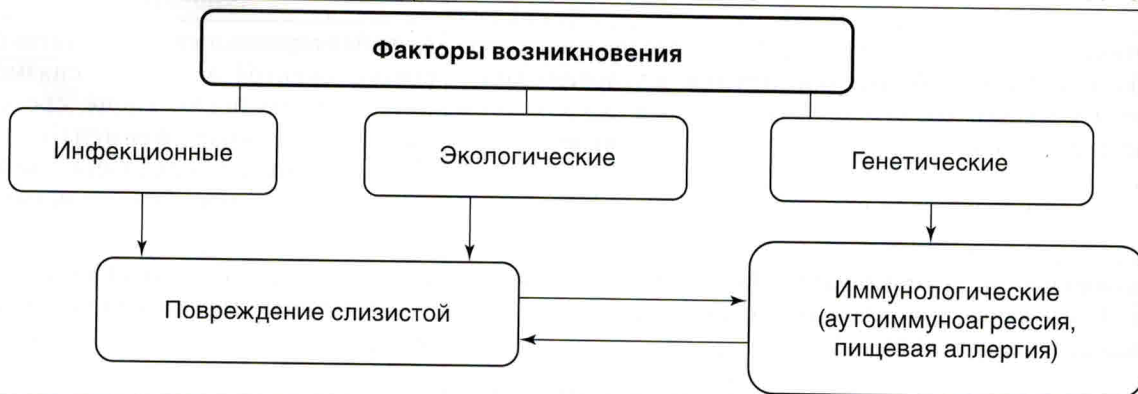 Факторы возникновения
Инфекционные
Экологические
Генетические
Повреждение слизистой
Иммунологические
(аутоиммуноагрессия,
пищевая аллергия)